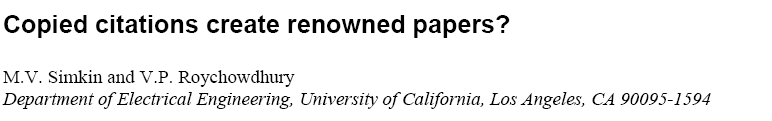 Copied citations create renowned papers?
M.V. Simkin and V.P. Roychowdhury
Department of Electrical Engineering, University of California, Los Angeles, CA 90095-1594